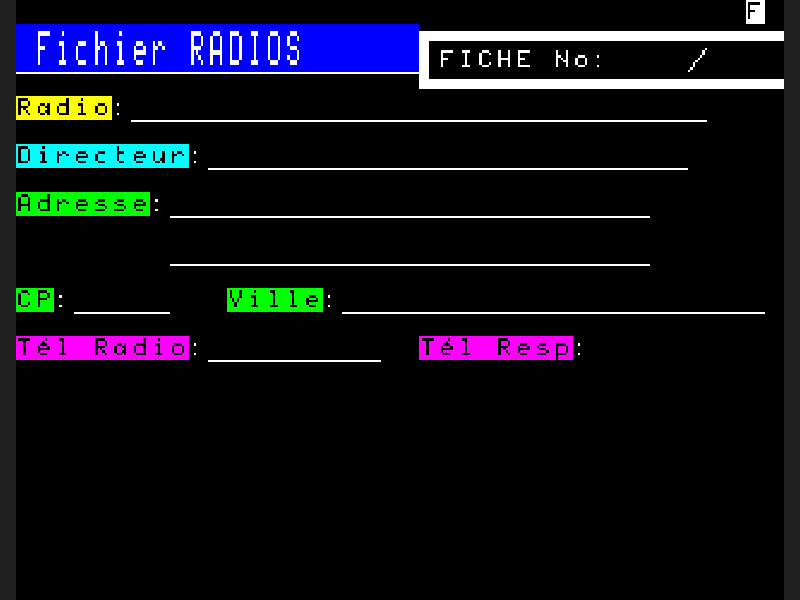 F
Fichier RADIOS
FICHE No: /
Radio:
Directeur:
Adresse:
CP: Ville:
Tél Radio: Tél Resp: